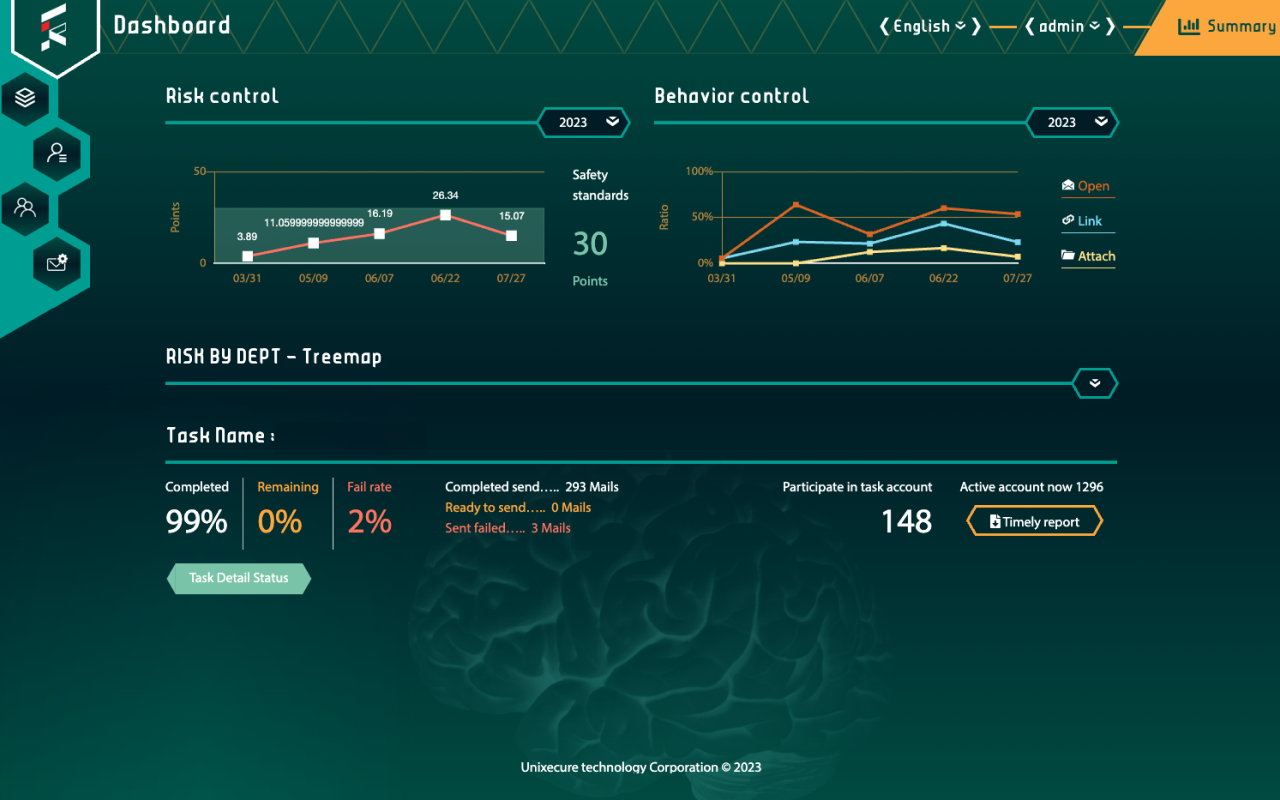 Dashboard
English
admin
Summary
Risk control
2023
Behavior control
2023
50
0
Points
3.89
11.059999999999999
16.19
26.34
15.07
03/31
05/09
06/07
06/22
07/27
Safety
standards
30
Points
100%
50%
0%
Ratio
03/31
05/09
06/07
06/22
07/27
Open
Link
Attach
RISK BY DEPT - Treemap
Task Name :
Completed
99%
Remaining
0%
Fail rate
2%
Completed send..... 293 Mails
Ready to send..... 0 Mails
Sent failed..... 3 Mails
Participate in task account
148
Active account now 1296
Timely report
Task Detail Status
Unixecure technology Corporation © 2023